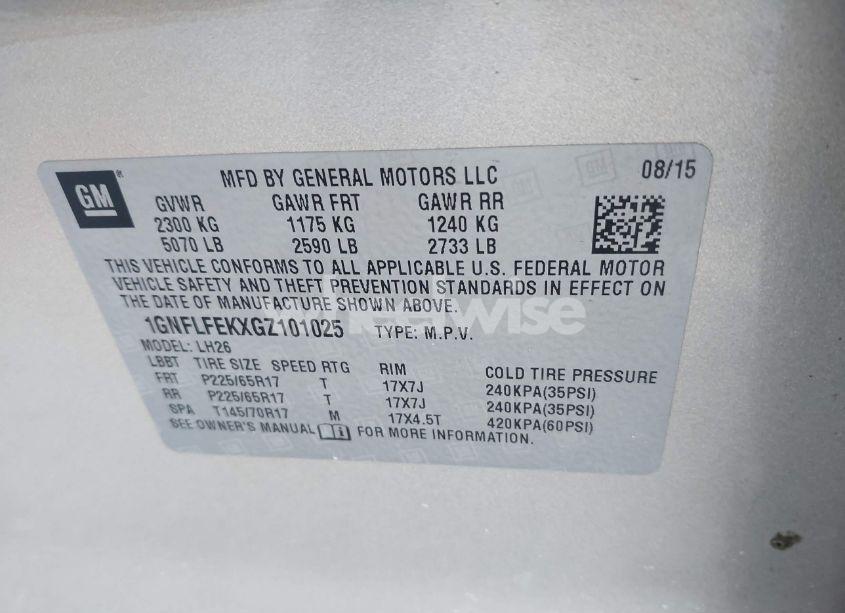 GM
MFD BY GENERAL MOTORS LLC 08/15
GVWR GAWR FRT GAWR RR
2300 KG 1175 KG 1240 KG
5070 LB 2590 LB 2733 LB
THIS VEHICLE CONFORMS TO ALL APPLICABLE U.S. FEDERAL MOTOR
VEHICLE SAFETY AND THEFT PREVENTION STANDARDS IN EFFECT ON
THE DATE OF MANUFACTURE SHOWN ABOVE.
1GNFLFEKXGZ101025 TYPE: M.P.V.
MODEL: LH26
LBBT TIRE SIZE SPEED RTG RIM COLD TIRE PRESSURE
FRT P225/65R17 T 17X7J 240KPA(35PSI)
RR P225/65R17 T 17X7J 240KPA(35PSI)
SPA T145/70R17 M 17X4.5T 420KPA(60PSI)
SEE OWNER'S MANUAL FOR MORE INFORMATION.